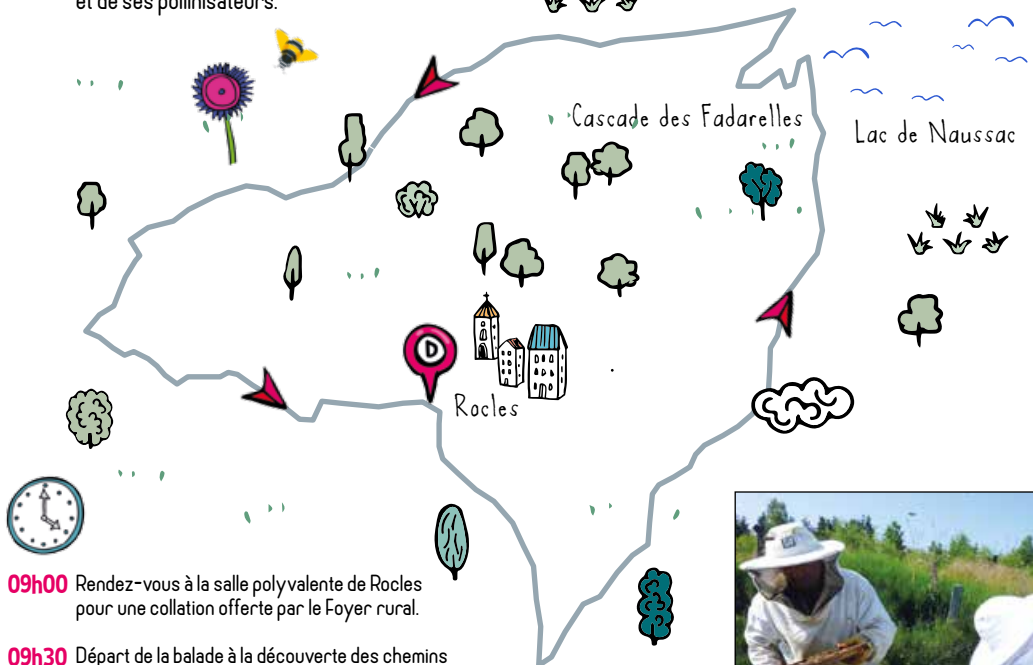 et de ses pollinisateurs.
Cascade des Fadarelles
Lac de Naussac
D
Rocles
09h00 Rendez-vous à la salle polyvalente de Rocles
pour une collation offerte par le Foyer rural.
09h30 Départ de la balade à la découverte des chemins